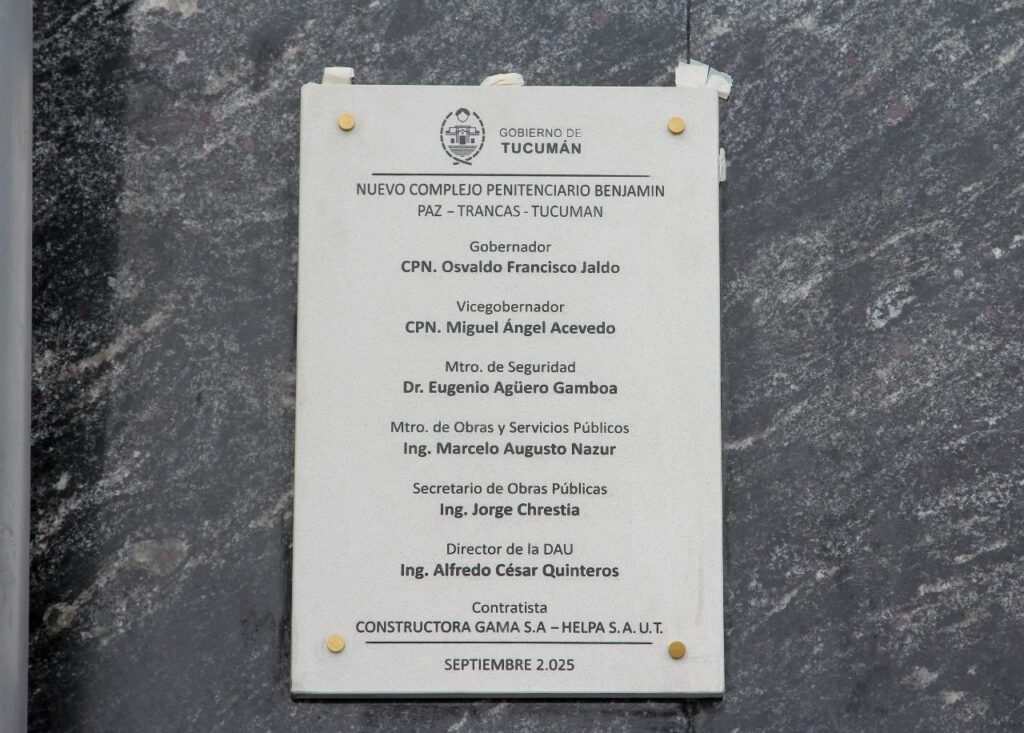 GOBIERNO DE
TUCUMÁN
NUEVO COMPLEJO PENITENCIARIO BENJAMIN
PAZ – TRANCAS - TUCUMAN
Gobernador
CPN. Osvaldo Francisco Jaldo
Vicegobernador
CPN. Miguel Ángel Acevedo
Mtro. de Seguridad
Dr. Eugenio Agüero Gamboa
Mtro. de Obras y Servicios Públicos
Ing. Marcelo Augusto Nazur
Secretario de Obras Públicas
Ing. Jorge Chrestia
Director de la DAU
Ing. Alfredo César Quinteros
Contratista
CONSTRUCTORA GAMA S.A – HELPA S.A. U.T.
SEPTIEMBRE 2.025